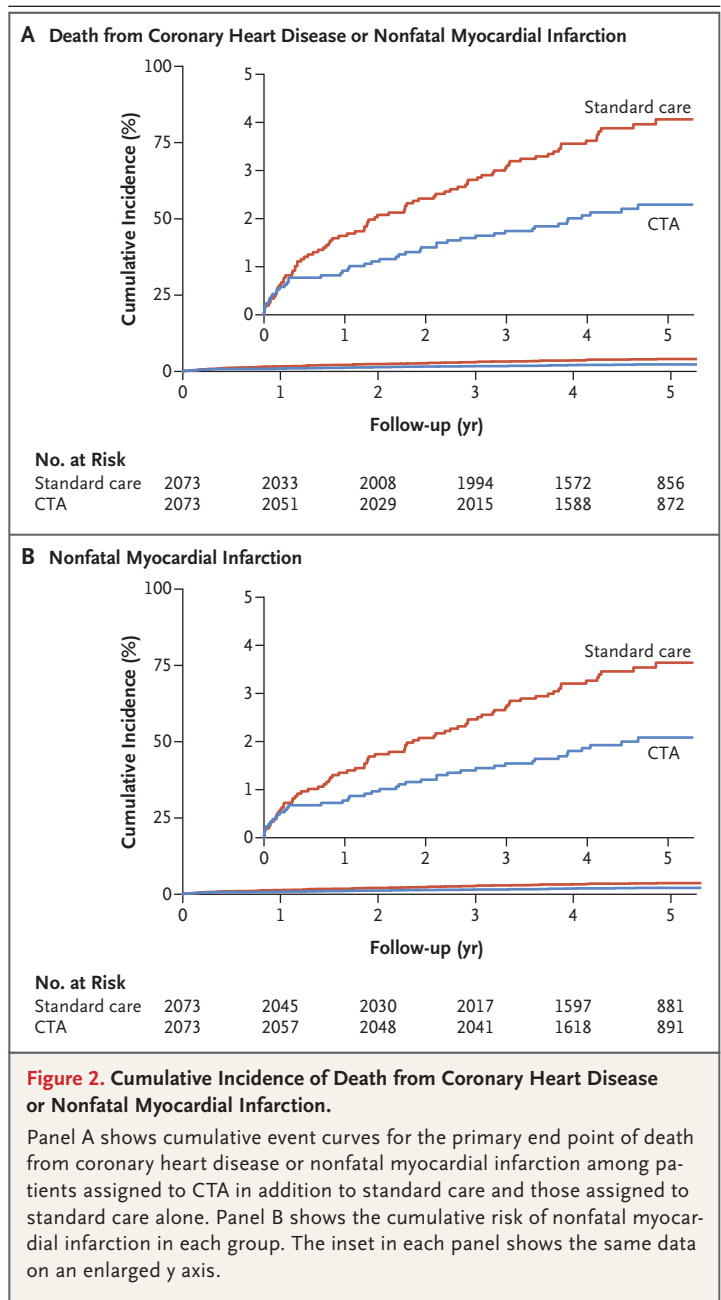 A Death from Coronary Heart Disease or Nonfatal Myocardial Infarction
100
75
50
25
0
Cumulative Incidence (%)
5
4
3
2
1
0
Standard care
CTA
0 1 2 3 4 5
0 1 2 3 4 5
Follow-up (yr)
No. at Risk
Standard care 2073 2033 2008 1994 1572 856
CTA 2073 2051 2029 2015 1588 872
B Nonfatal Myocardial Infarction
100
75
50
25
0
Cumulative Incidence (%)
5
4
3
2
1
0
Standard care
CTA
0 1 2 3 4 5
0 1 2 3 4 5
Follow-up (yr)
No. at Risk
Standard care 2073 2045 2030 2017 1597 881
CTA 2073 2057 2048 2041 1618 891
Figure 2. Cumulative Incidence of Death from Coronary Heart Disease
or Nonfatal Myocardial Infarction.
Panel A shows cumulative event curves for the primary end point of death
from coronary heart disease or nonfatal myocardial infarction among pa-
tients assigned to CTA in addition to standard care and those assigned to
standard care alone. Panel B shows the cumulative risk of nonfatal myocar-
dial infarction in each group. The inset in each panel shows the same data
on an enlarged y axis.